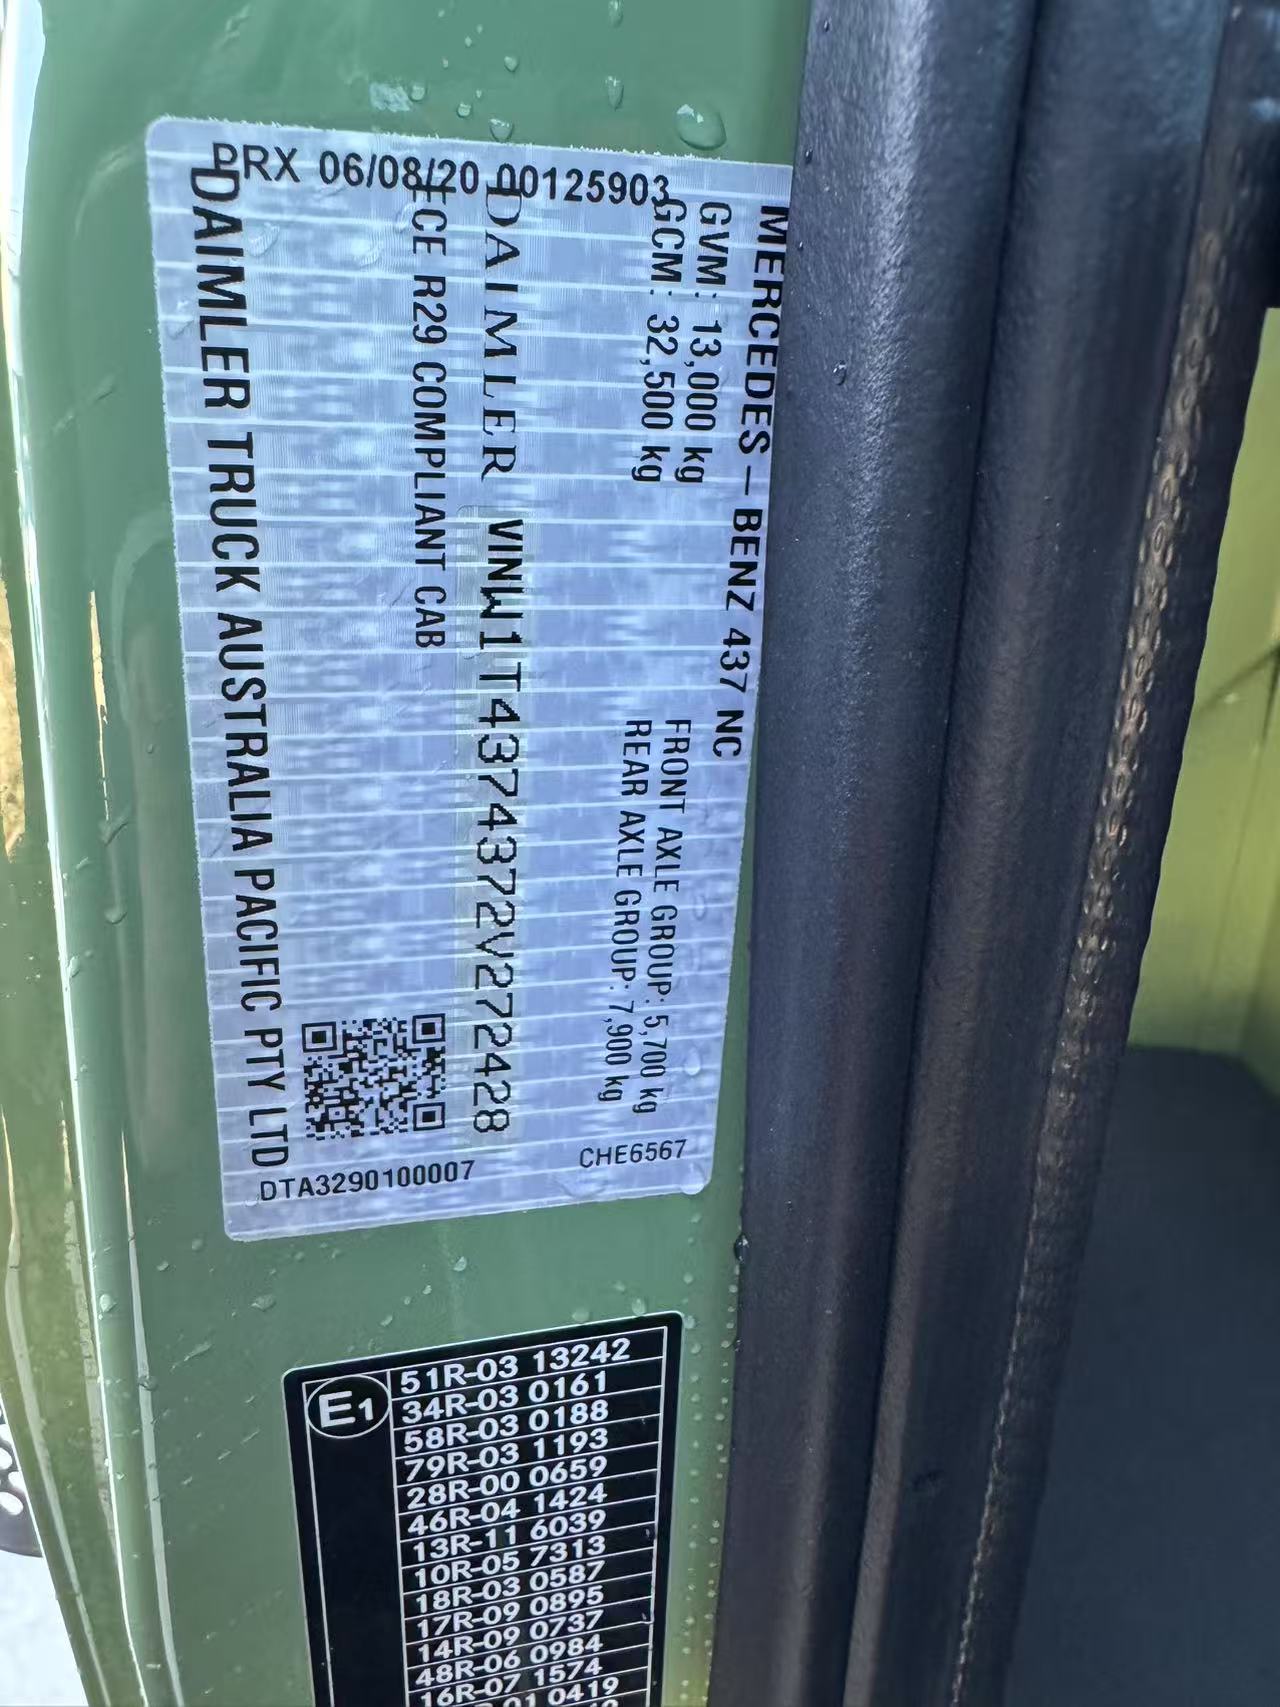 PRX 06/08/20 00125903
MERCEDES-BENZ 437 NC
GVM: 13,000 kg
FRONT AXLE GROUP: 5,700 kg
GCM: 32,500 kg
REAR AXLE GROUP: 7,900 kg
DAIMLER VINW1T4374372V272428
ECE R29 COMPLIANT CAB
DAIMLER TRUCK AUSTRALIA PACIFIC PTY LTD
DTA3290100007
CHE6567
E1
51R-03 13242
34R-03 0161
58R-03 0188
79R-03 1193
28R-00 0659
46R-04 1424
13R-11 6039
10R-05 7313
18R-03 0587
17R-09 0895
14R-09 0737
48R-06 0984
16R-07 1574
0419